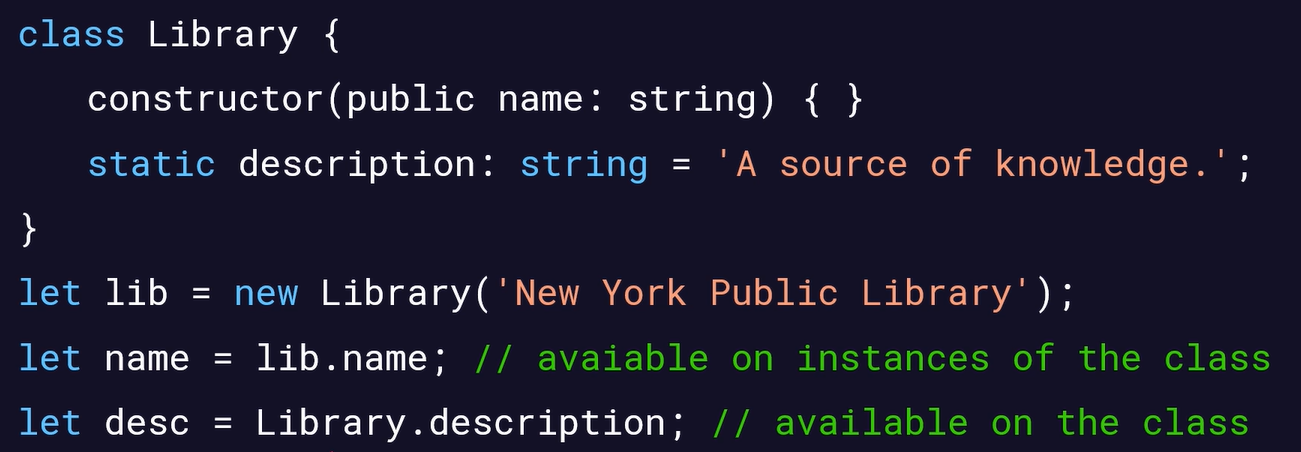 class Library {
constructor(public name: string) { }
static description: string = 'A source of knowledge.';
}
let lib = new Library('New York Public Library');
let name = lib.name; // avaiable on instances of the class
let desc = Library.description; // available on the class